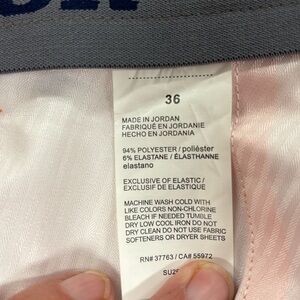 36
MADE IN JORDAN
FABRIQUÉ EN JORDANIE
HECHO EN JORDANIA
94% POLYESTER / poliéster
6% ELASTANE / ÉLASTHANNE
elastano
EXCLUSIVE OF ELASTIC /
EXCLUSIF DE ELASTIQUE
MACHINE WASH COLD WITH
LIKE COLORS NON-CHLORINE
BLEACH IF NEEDED TUMBLE
DRY LOW COOL IRON DO NOT
DRY CLEAN DO NOT USE FABRIC
SOFTENERS OR DRYER SHEETS
RN# 37763 / CA# 55972